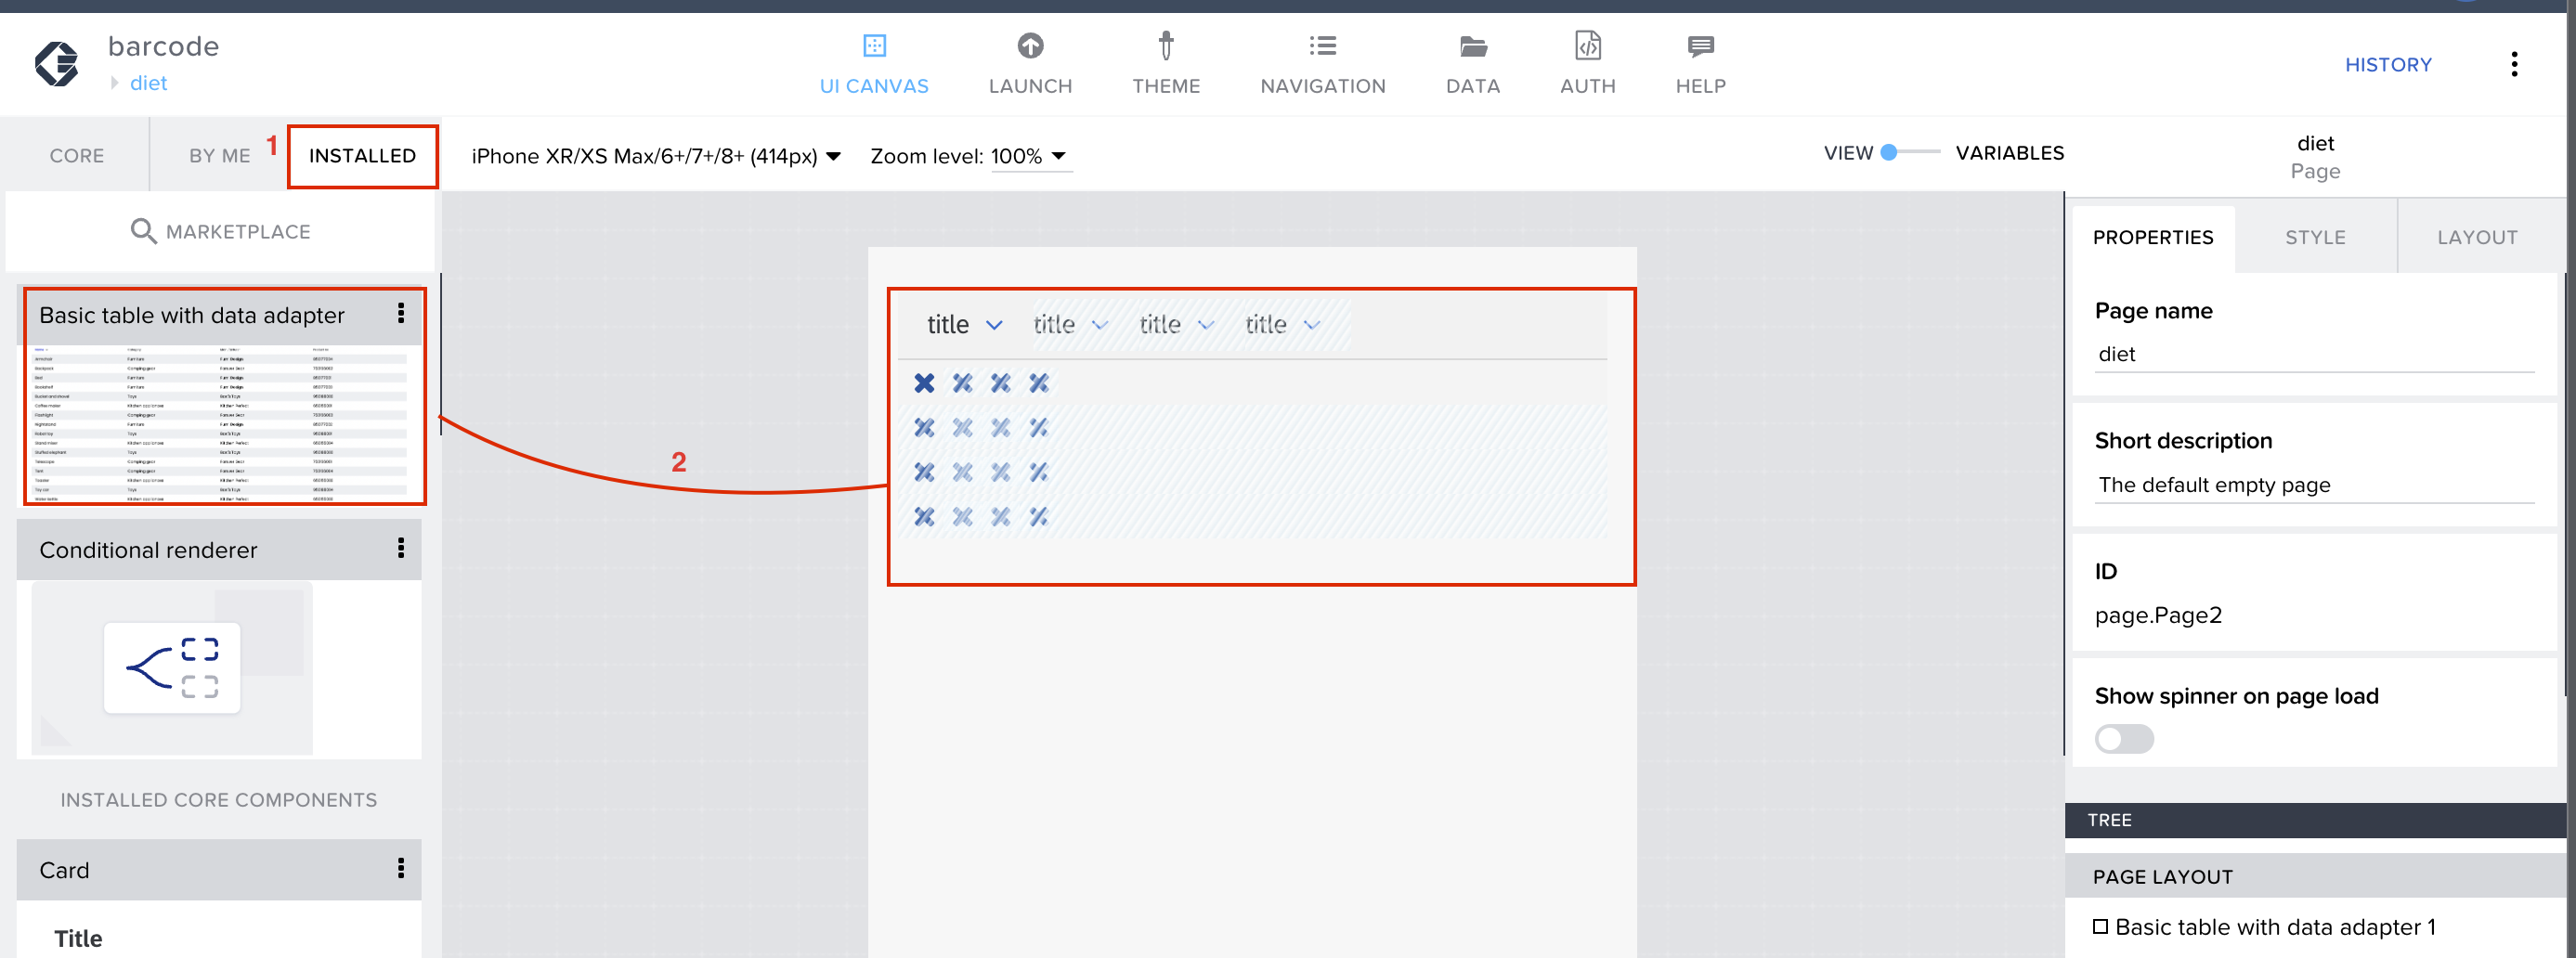 barcode
diet
UI CANVAS
LAUNCH
THEME
NAVIGATION
DATA
AUTH
HELP
HISTORY
CORE
BY ME
1
INSTALLED
iPhone XR/XS Max/6+/7+/8+ (414px)
Zoom level: 100%
VIEW
VARIABLES
diet
Page
MARKETPLACE
PROPERTIES
STYLE
LAYOUT
Basic table with data adapter
title title title title
2
Page name
diet
Short description
The default empty page
Conditional renderer
ID
page.Page2
Show spinner on page load
INSTALLED CORE COMPONENTS
TREE
Card
PAGE LAYOUT
Title
Basic table with data adapter 1